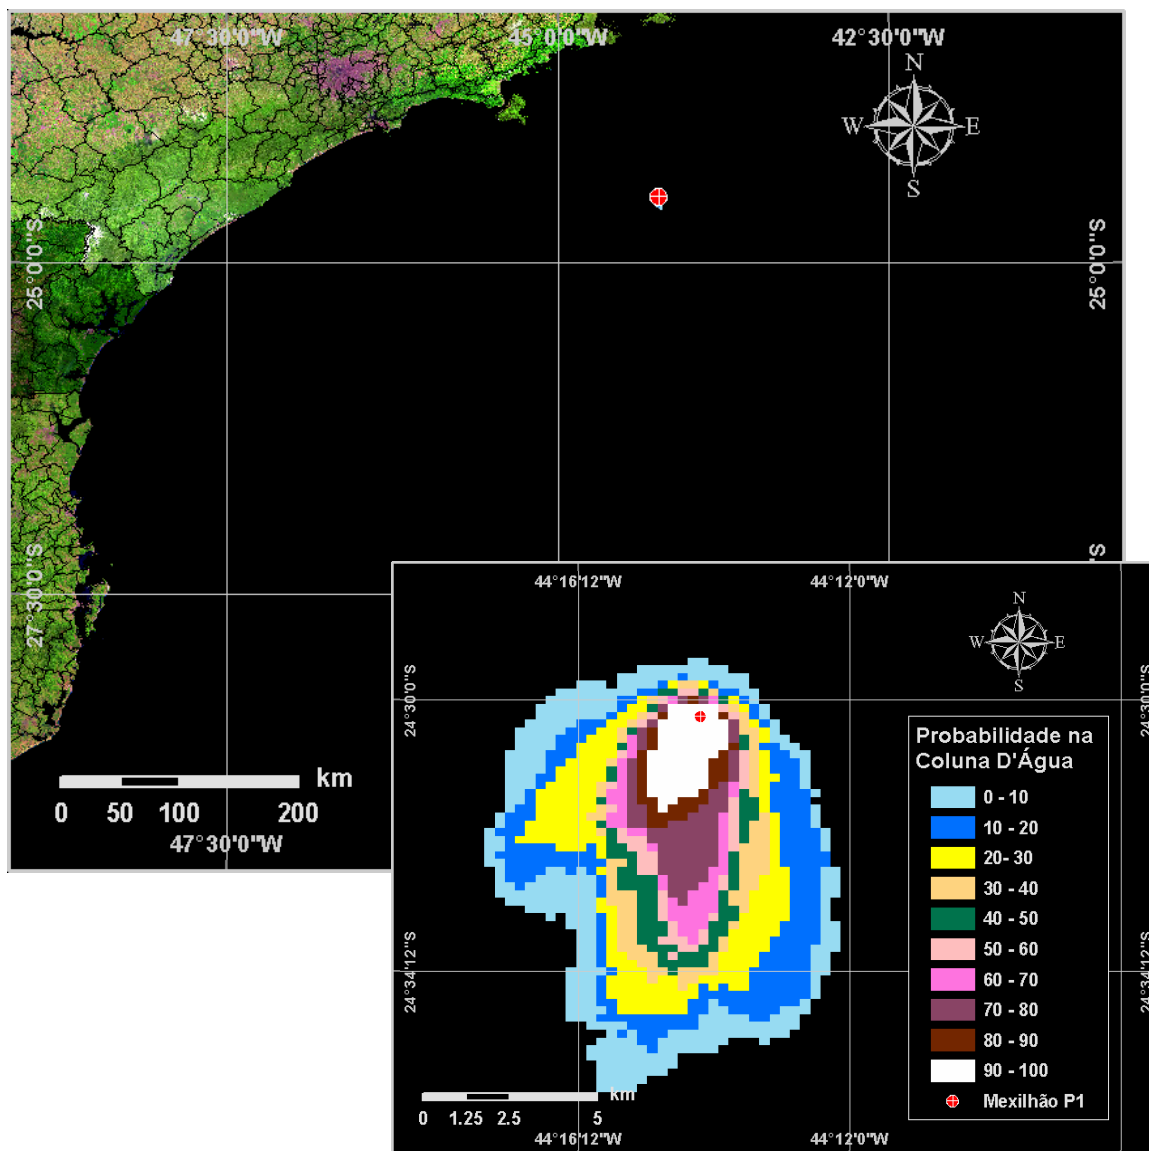 47°30'0"W
45°0'0"W
42°30'0"W
N
W
E
S
25°0'0"S
25°0'0"S
27°30'0"S
"S
km
0 50 100 200
47°30'0"W
44°16'12"W
44°12'0"W
N
W
E
S
24°30'0"S
24°30'0"S
Probabilidade na
Coluna D'Água
0 - 10
10 - 20
20- 30
30 - 40
40 - 50
50 - 60
60 - 70
70 - 80
80 - 90
90 - 100
Mexilhão P1
24°34'12"S
24°34'12"S
km
0 1.25 2.5 5
44°16'12"W
44°12'0"W